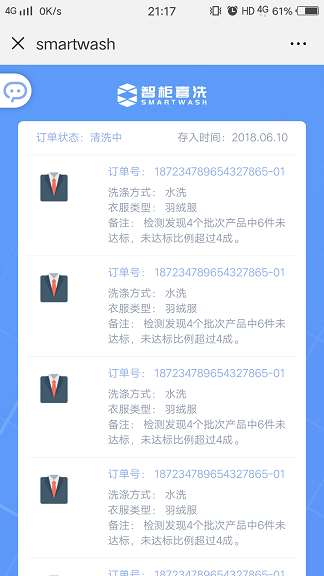 4G 0K/s 21:17 HD 4G 61%
smartwash
智柜喜洗
SMARTWASH
订单状态：清洗中 存入时间：2018.06.10
订单号： 187234789654327865-01
洗涤方式： 水洗
衣服类型： 羽绒服
备注： 检测发现4个批次产品中6件未
达标，未达标比例超过4成。
订单号： 187234789654327865-01
洗涤方式： 水洗
衣服类型： 羽绒服
备注： 检测发现4个批次产品中6件未
达标，未达标比例超过4成。
订单号： 187234789654327865-01
洗涤方式： 水洗
衣服类型： 羽绒服
备注： 检测发现4个批次产品中6件未
达标，未达标比例超过4成。
订单号： 187234789654327865-01
洗涤方式： 水洗
衣服类型： 羽绒服
备注： 检测发现4个批次产品中6件未
达标，未达标比例超过4成。
订单号： 187234789654327865-01